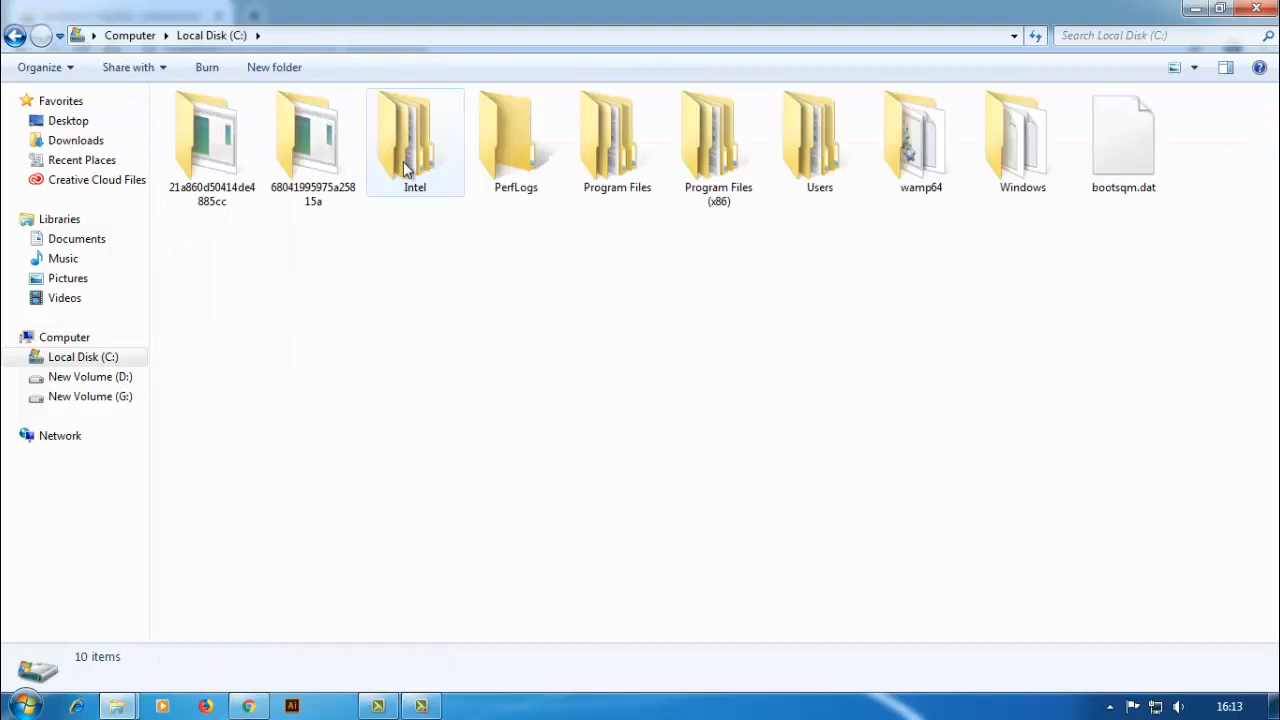 Computer
Local Disk (C:)
Search Local Disk (C:)
Organize
Share with
Burn
New folder
Favorites
Desktop
Downloads
Recent Places
Creative Cloud Files
Libraries
Documents
Music
Pictures
Videos
Computer
Local Disk (C:)
New Volume (D:)
New Volume (G:)
Network
21a860d50414de4
885cc
68041995975a258
15a
Intel
PerfLogs
Program Files
Program Files
(x86)
Users
wamp64
Windows
bootsqm.dat
10 items
Ai
16:13